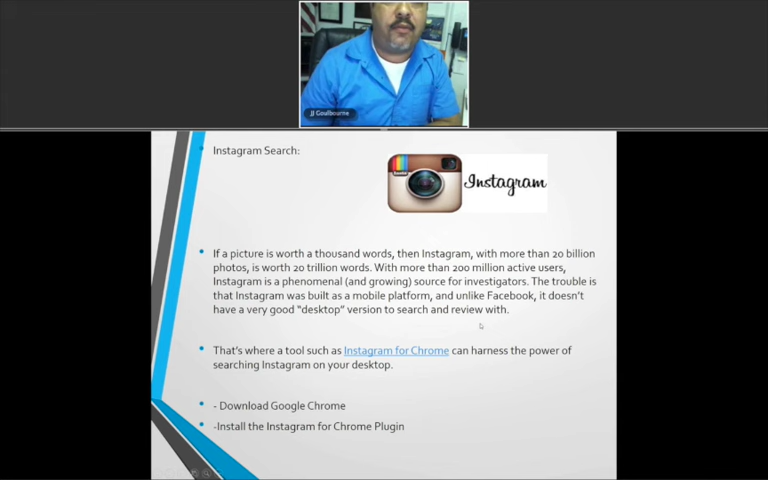 JJ Goulbourne
Instagram Search:
Instagram
If a picture is worth a thousand words, then Instagram, with more than 20 billion
photos, is worth 20 trillion words. With more than 200 million active users,
Instagram is a phenomenal (and growing) source for investigators. The trouble is
that Instagram was built as a mobile platform, and unlike Facebook, it doesn't
have a very good “desktop” version to search and review with.
That's where a tool such as Instagram for Chrome can harness the power of
searching Instagram on your desktop.
- Download Google Chrome
-Install the Instagram for Chrome Plugin